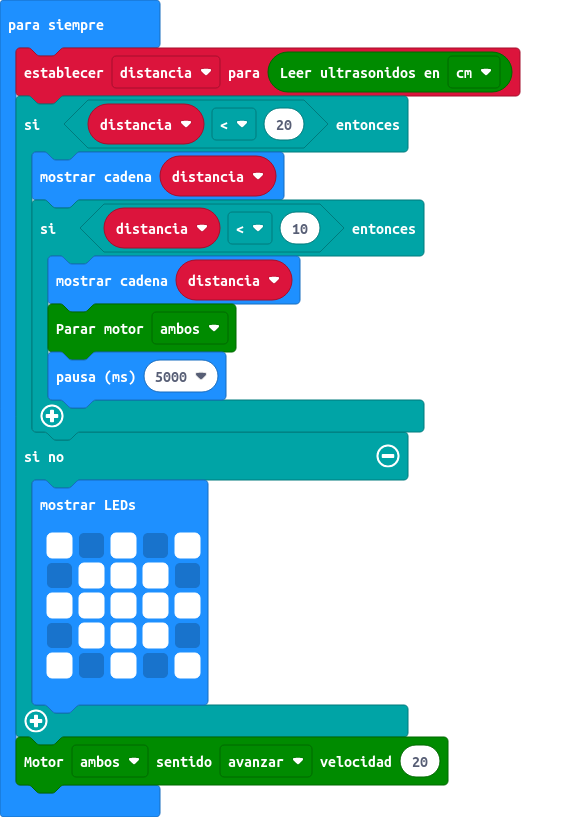 para siempre
establecer distancia para Leer ultrasonidos en cm
si distancia < 20 entonces
mostrar cadena distancia
si distancia < 10 entonces
mostrar cadena distancia
Parar motor ambos
pausa (ms) 5000
si no
mostrar LEDs
Motor ambos sentido avanzar velocidad 20